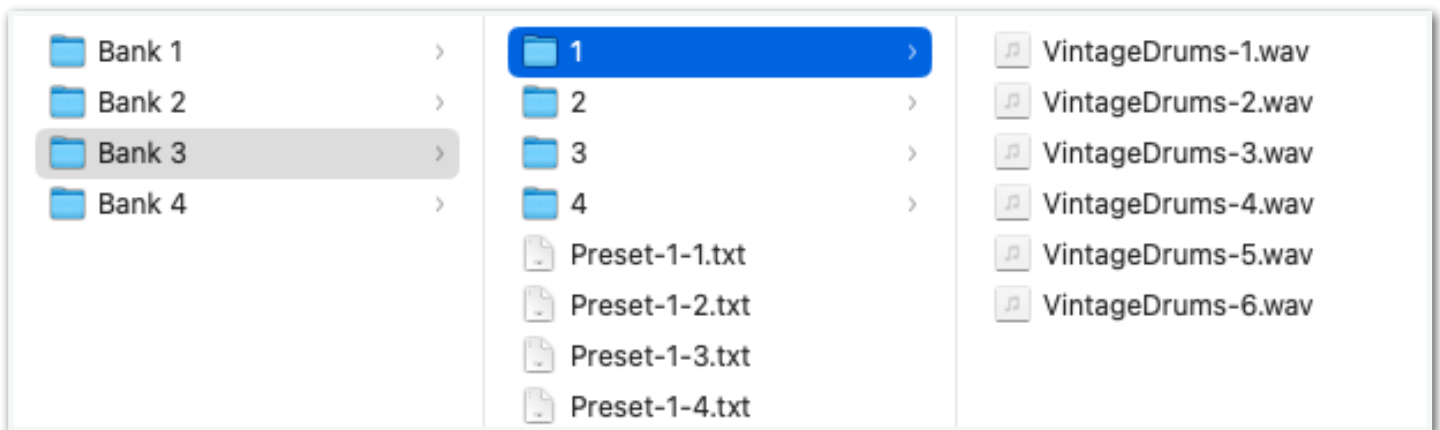 Bank 1
Bank 2
Bank 3
Bank 4
1
2
3
4
Preset-1-1.txt
Preset-1-2.txt
Preset-1-3.txt
Preset-1-4.txt
VintageDrums-1.wav
VintageDrums-2.wav
VintageDrums-3.wav
VintageDrums-4.wav
VintageDrums-5.wav
VintageDrums-6.wav